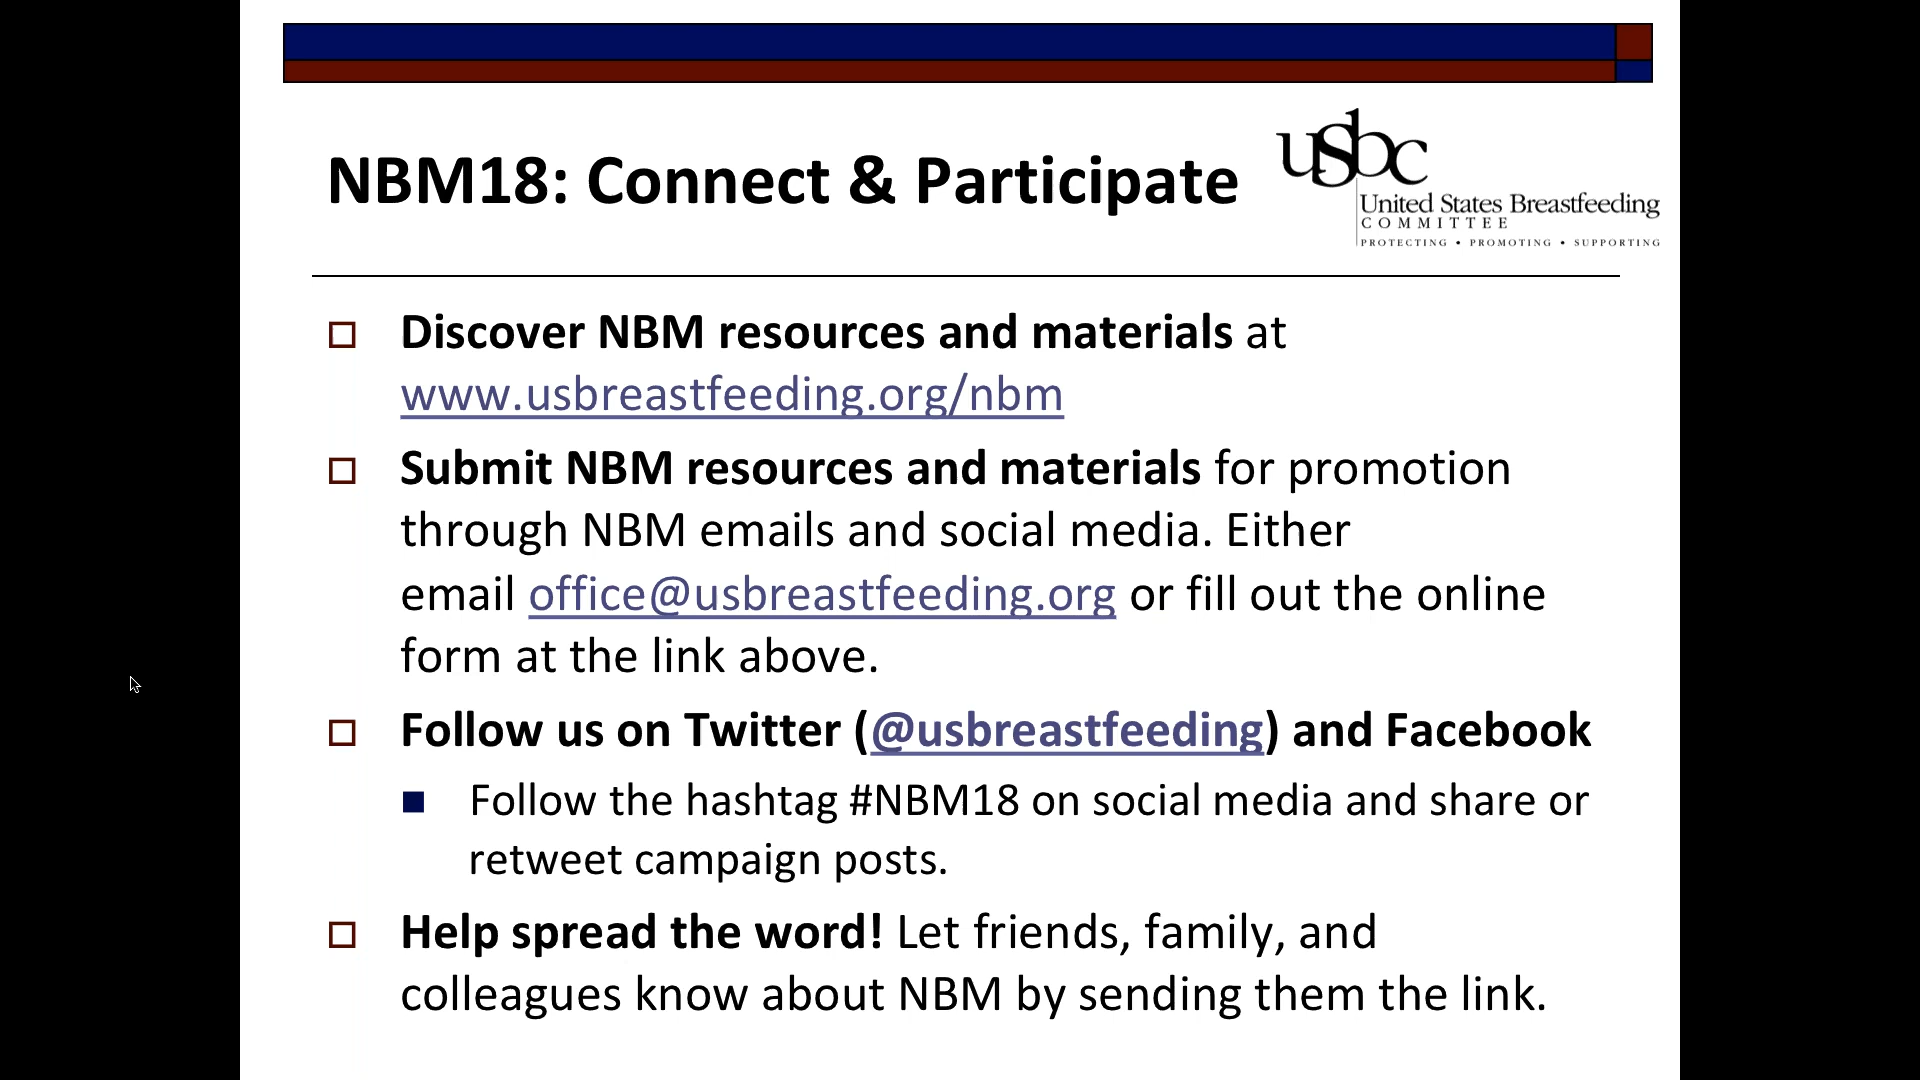 NBM18: Connect & Participate
usbc
United States Breastfeeding
COMMITTEE
PROTECTING • PROMOTING • SUPPORTING
Discover NBM resources and materials at
www.usbreastfeeding.org/nbm
Submit NBM resources and materials for promotion
through NBM emails and social media. Either
email office@usbreastfeeding.org or fill out the online
form at the link above.
Follow us on Twitter (@usbreastfeeding) and Facebook
Follow the hashtag #NBM18 on social media and share or
retweet campaign posts.
Help spread the word! Let friends, family, and
colleagues know about NBM by sending them the link.